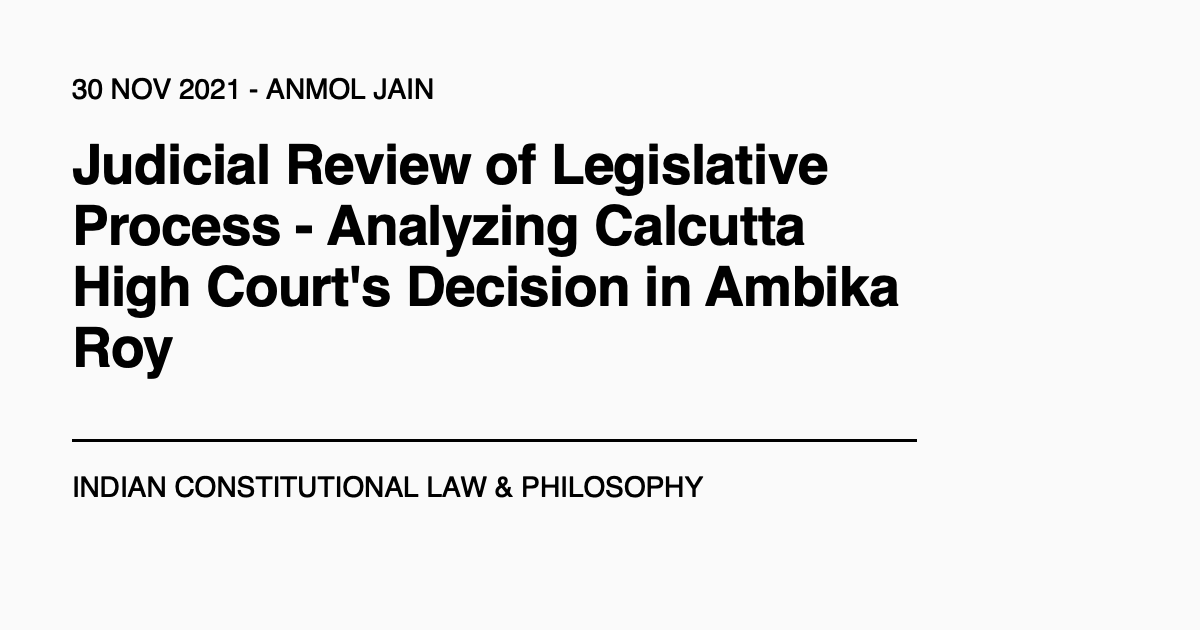 30 NOV 2021 - ANMOL JAIN
Judicial Review of Legislative
Process - Analyzing Calcutta
High Court's Decision in Ambika
Roy
INDIAN CONSTITUTIONAL LAW & PHILOSOPHY